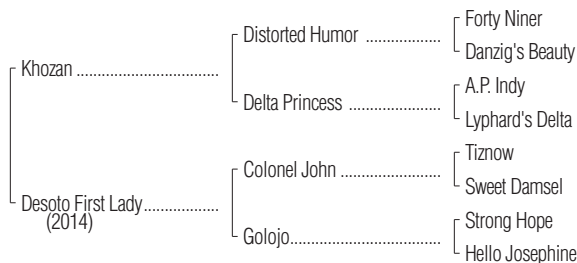 Forty Niner
Distorted Humor ..................
Danzig's Beauty
Khozan ...................................
A.P. Indy
Delta Princess ......................
Lyphard's Delta
Tiznow
Colonel John ........................
Sweet Damsel
Desoto First Lady..................
(2014)
Strong Hope
Golojo....................................
Hello Josephine